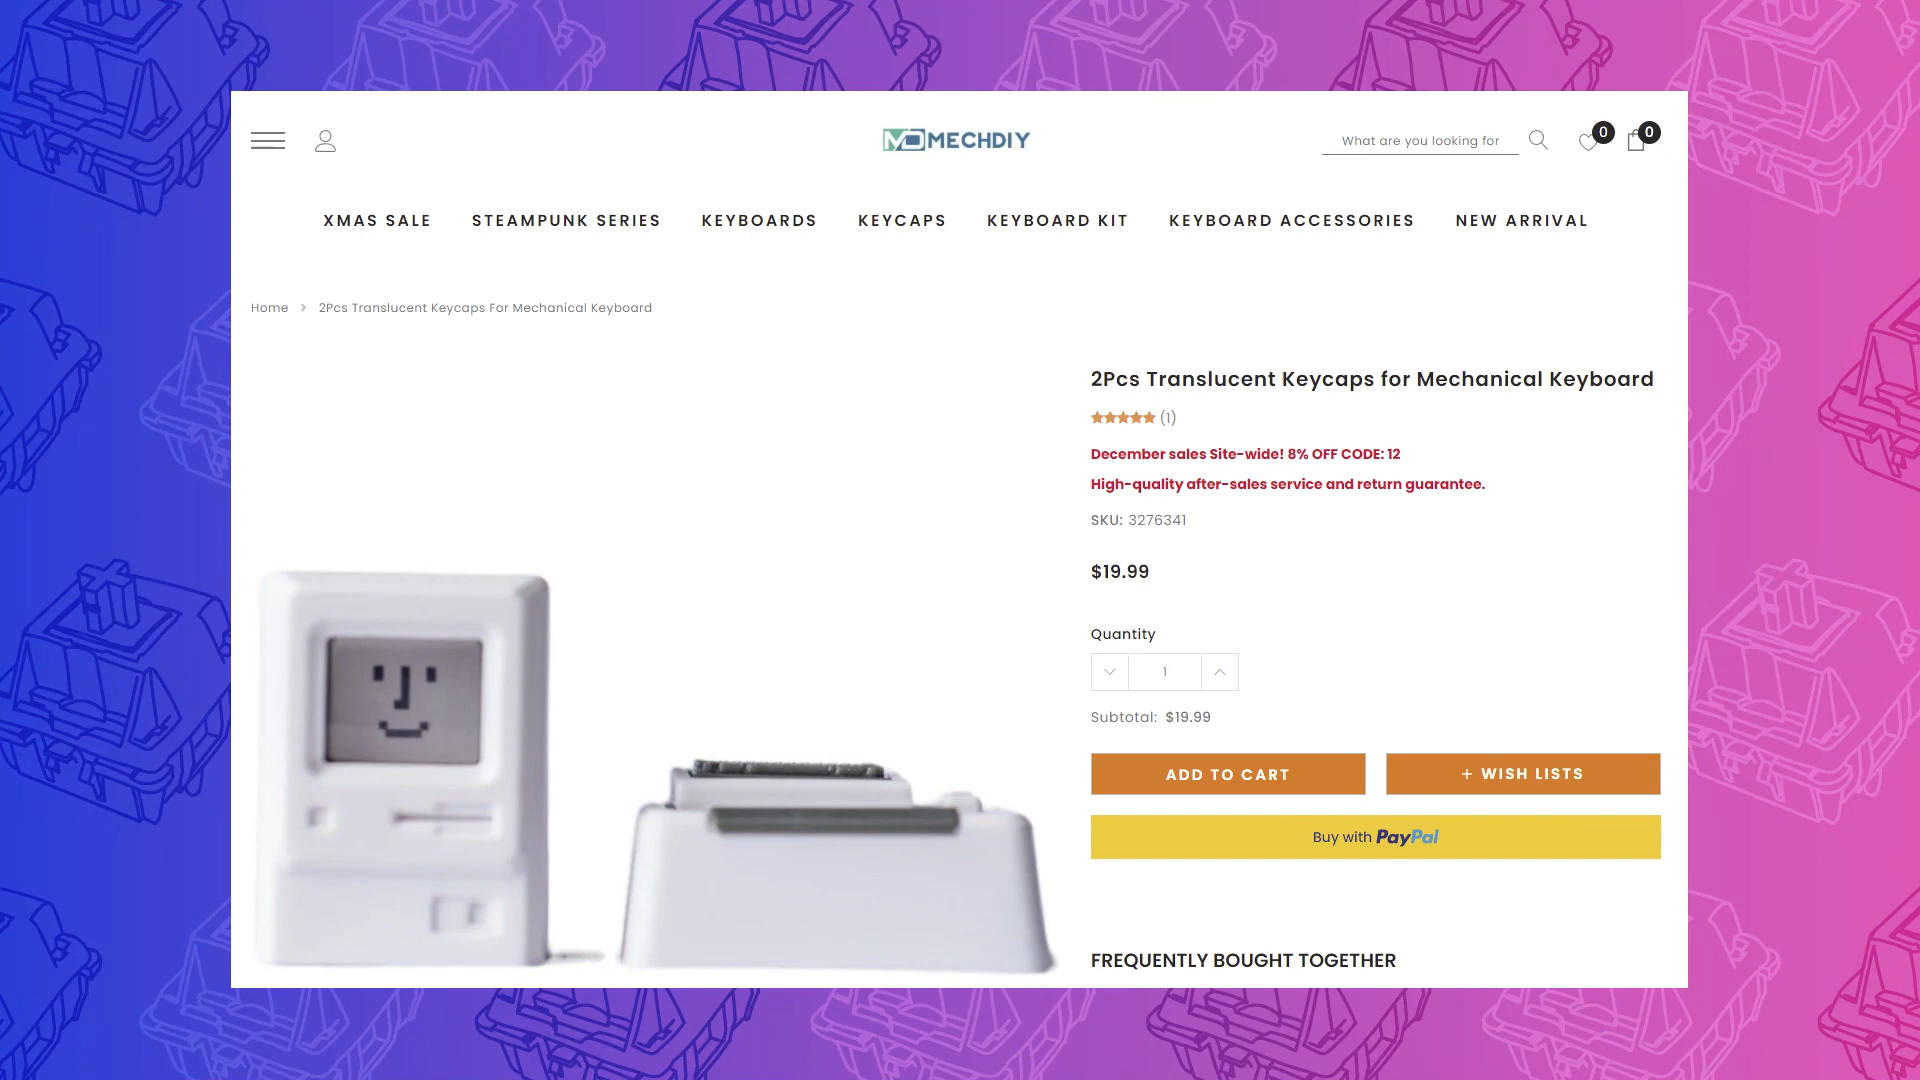 MD MECHDIY
What are you looking for
0
0
XMAS SALE
STEAMPUNK SERIES
KEYBOARDS
KEYCAPS
KEYBOARD KIT
KEYBOARD ACCESSORIES
NEW ARRIVAL
Home > 2Pcs Translucent Keycaps For Mechanical Keyboard
2Pcs Translucent Keycaps for Mechanical Keyboard
(1)
December sales Site-wide! 8% OFF CODE: 12
High-quality after-sales service and return guarantee.
SKU: 3276341
$19.99
Quantity
1
Subtotal: $19.99
ADD TO CART
+ WISH LISTS
Buy with PayPal
FREQUENTLY BOUGHT TOGETHER